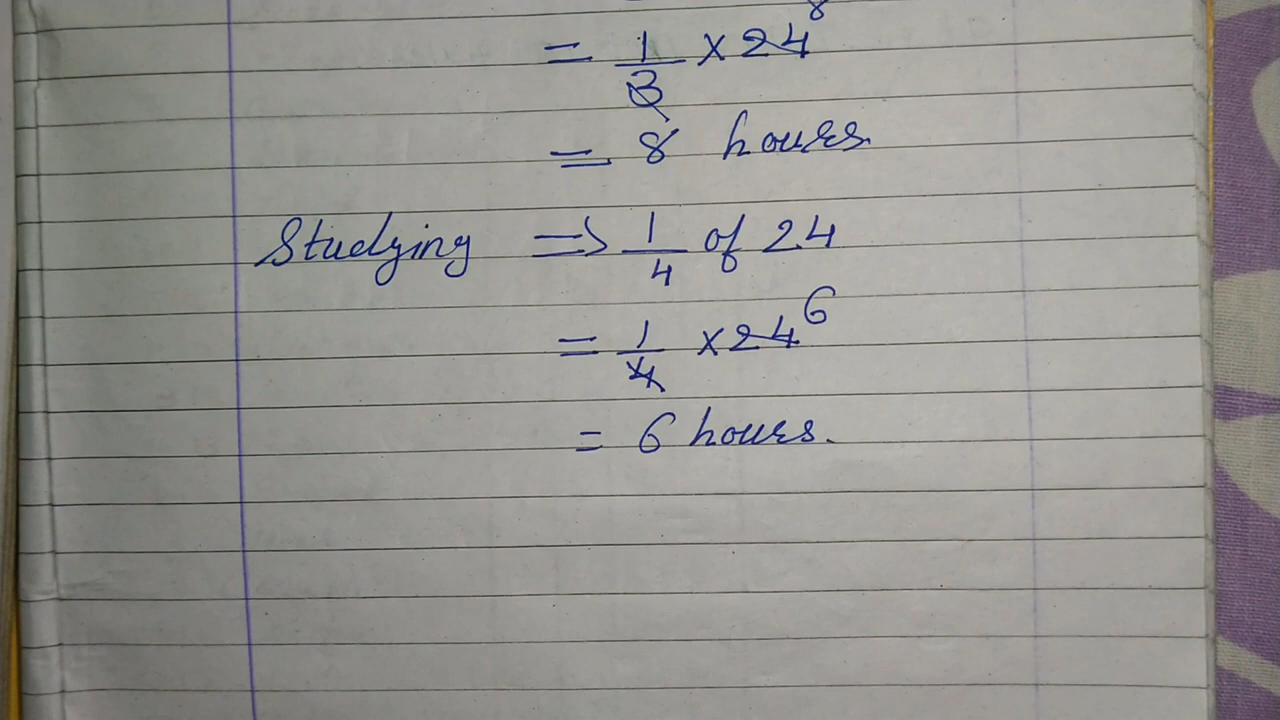 = 1/3 × 24 8
= 8 hours.
Studying => 1/4 of 24
= 1/4 × 24 6
= 6 hours.